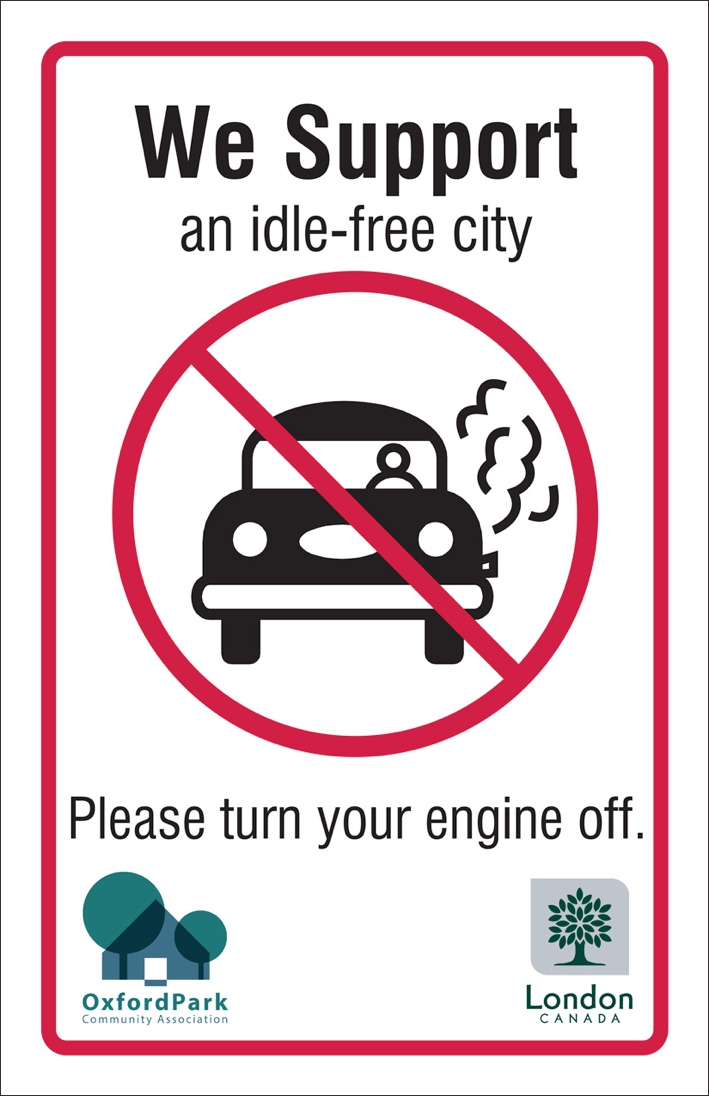 We Support
an idle-free city
Please turn your engine off.
OxfordPark
Community Association
London
CANADA